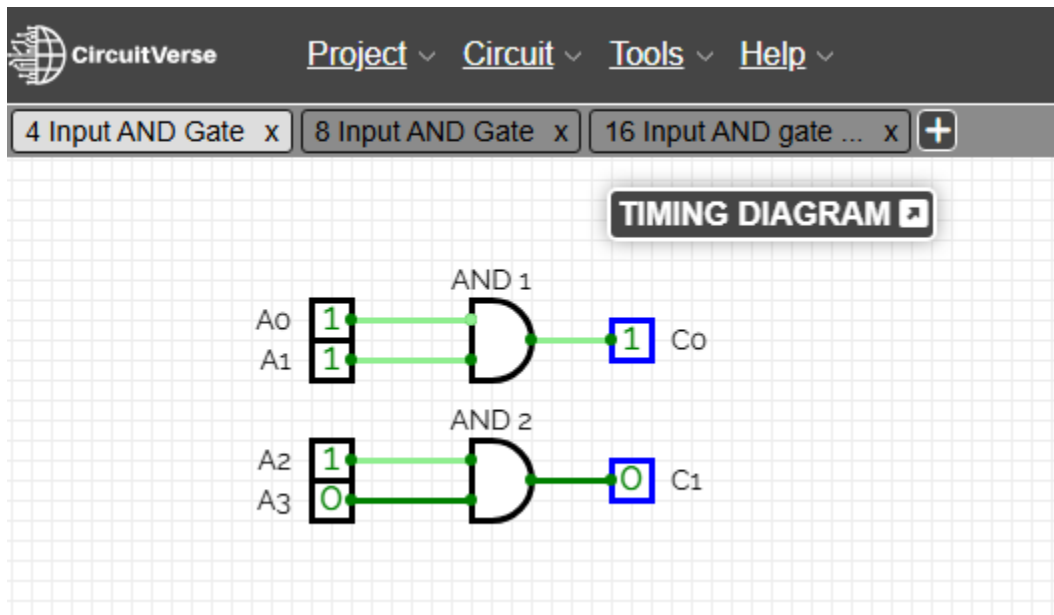 CircuitVerse Project Circuit Tools Help
4 Input AND Gate x 8 Input AND Gate x 16 Input AND gate ... x +
TIMING DIAGRAM
AND 1
A0 1
1 C0
A1 1
AND 2
A2 1
0 C1
A3 0